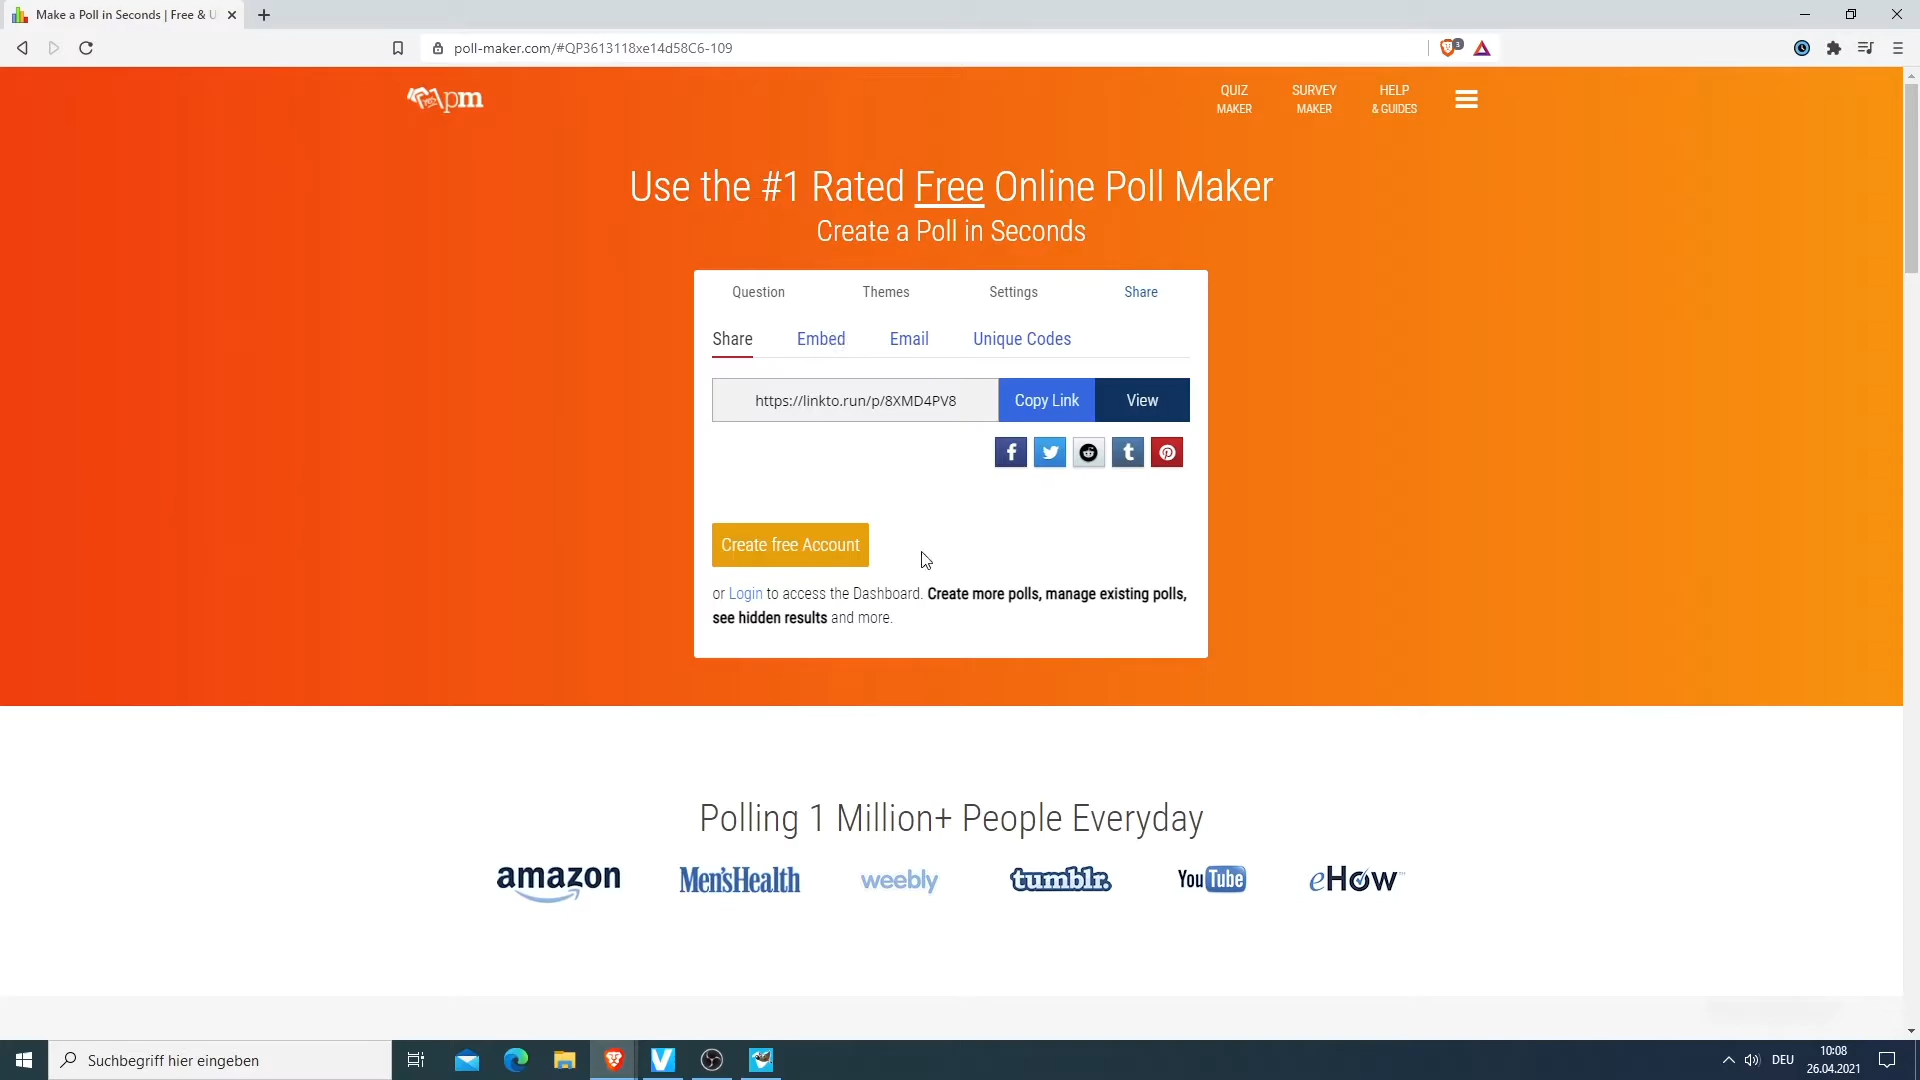 Make a Poll in Seconds | Free & U
poll-maker.com/#QP3613118xe14d58C6-109
3
pm
QUIZ
MAKER
SURVEY
MAKER
HELP
& GUIDES
Use the #1 Rated Free Online Poll Maker
Create a Poll in Seconds
Question Themes Settings Share
Share Embed Email Unique Codes
https://linkto.run/p/8XMD4PV8 Copy Link View
Create free Account
or Login to access the Dashboard. Create more polls, manage existing polls,
see hidden results and more.
Polling 1 Million+ People Everyday
amazon Men'sHealth weebly tumblr. YouTube eHow
Suchbegriff hier eingeben
DEU
10:08
26.04.2021